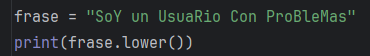 frase = "SoY un UsuaRio Con ProBleMas"
print(frase.lower())